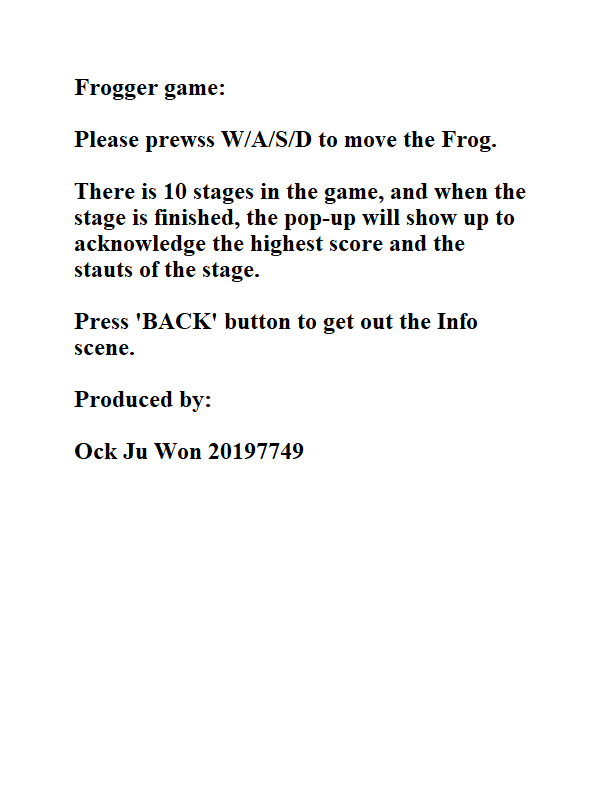 Frogger game:
Please prewss W/A/S/D to move the Frog.
There is 10 stages in the game, and when the
stage is finished, the pop-up will show up to
acknowledge the highest score and the
stauts of the stage.
Press 'BACK' button to get out the Info
scene.
Produced by:
Ock Ju Won 20197749